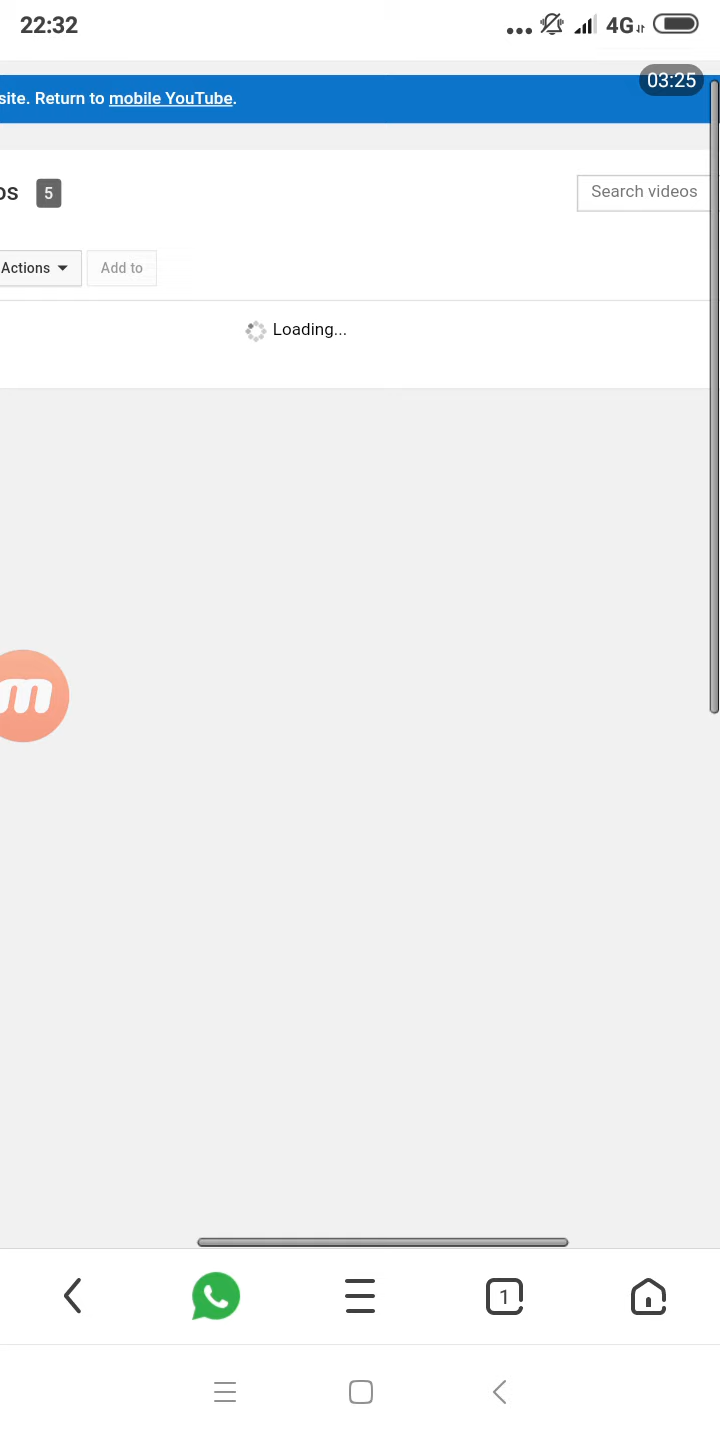 22:32
4G
03:25
site. Return to mobile YouTube.
os 5
Search videos
Actions
Add to
Loading...
m
1